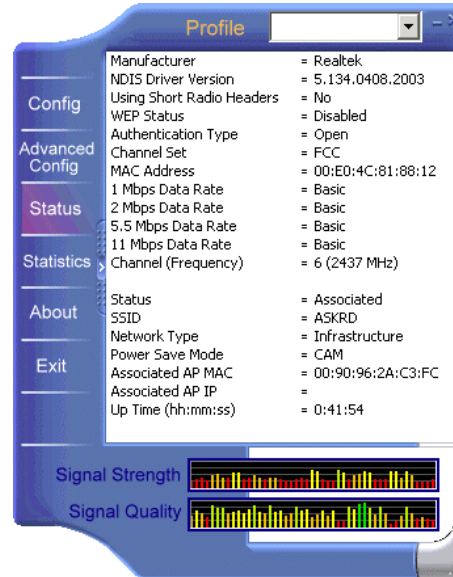 Profile
Config
Advanced
Config
Status
Statistics
About
Exit
Manufacturer = Realtek
NDIS Driver Version = 5.134.0408.2003
Using Short Radio Headers = No
WEP Status = Disabled
Authentication Type = Open
Channel Set = FCC
MAC Address = 00:E0:4C:81:88:12
1 Mbps Data Rate = Basic
2 Mbps Data Rate = Basic
5.5 Mbps Data Rate = Basic
11 Mbps Data Rate = Basic
Channel (Frequency) = 6 (2437 MHz)
Status = Associated
SSID = ASKRD
Network Type = Infrastructure
Power Save Mode = CAM
Associated AP MAC = 00:90:96:2A:C3:FC
Associated AP IP =
Up Time (hh:mm:ss) = 0:41:54
Signal Strength
Signal Quality